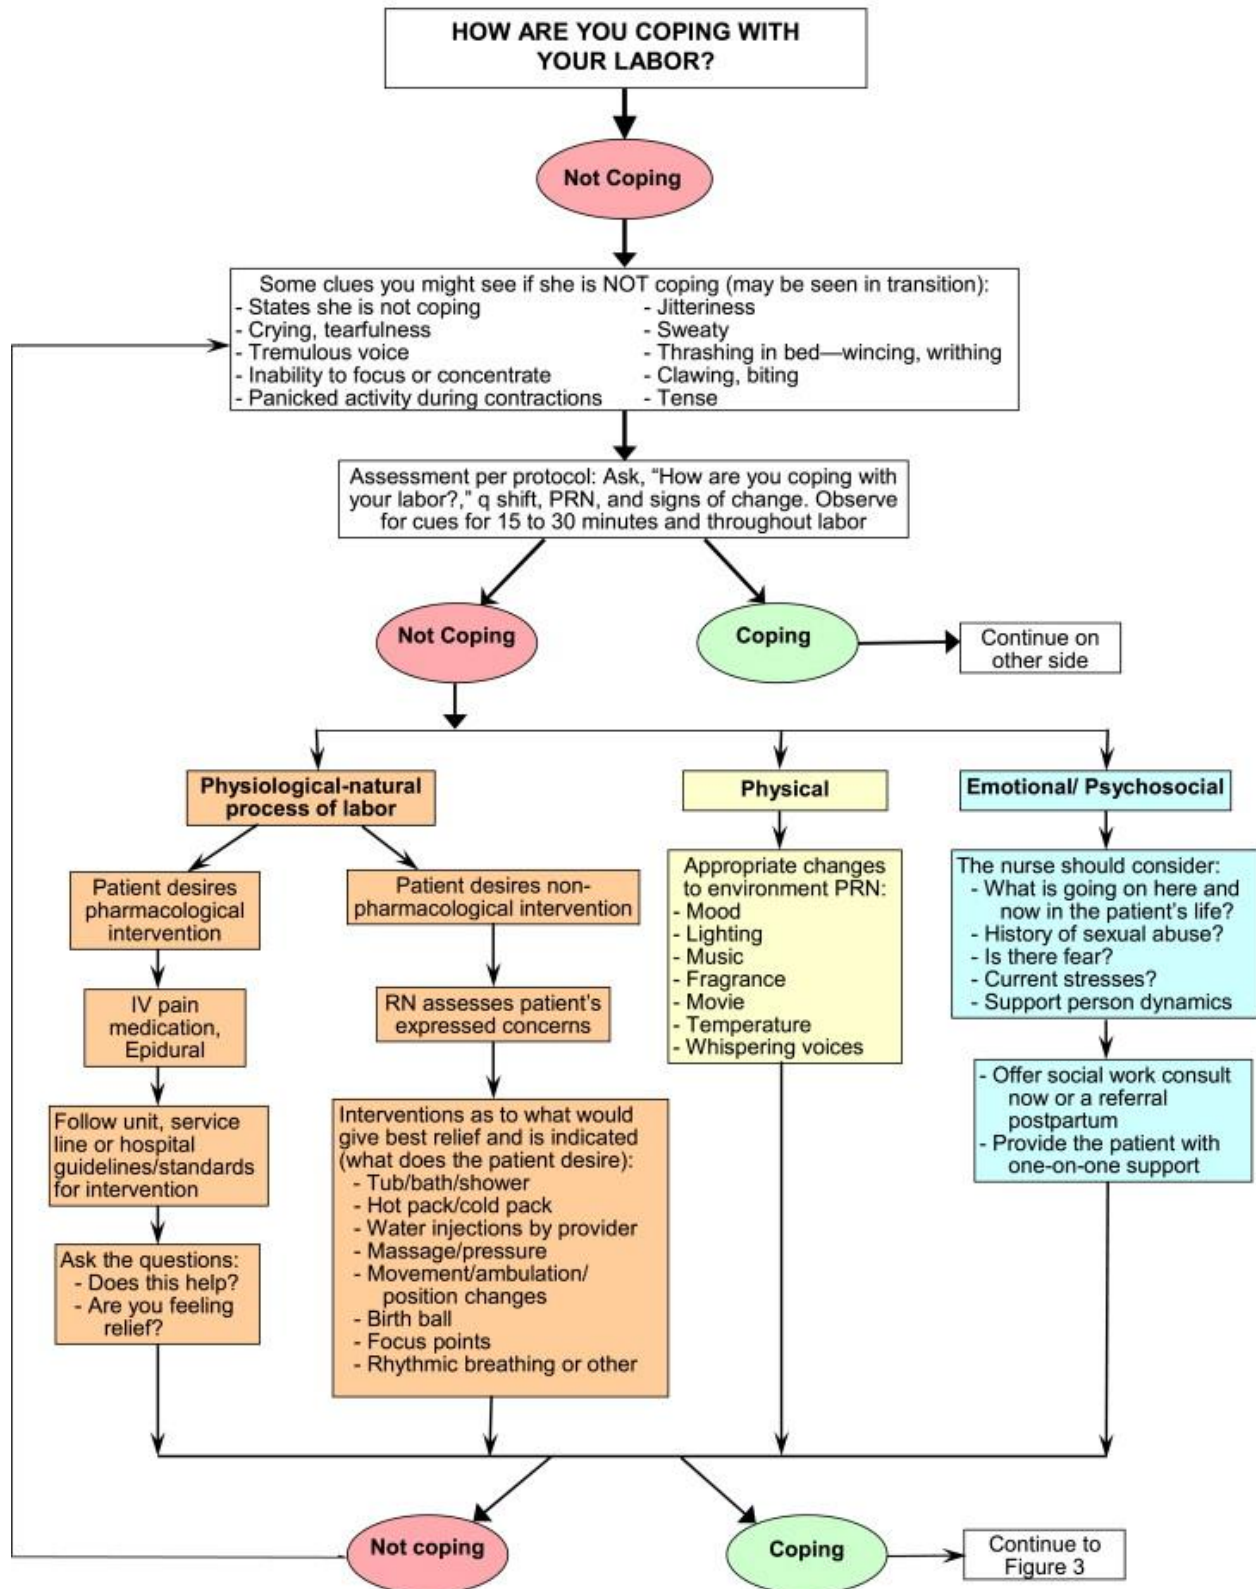 HOW ARE YOU COPING WITH
YOUR LABOR?
Not Coping
Some clues you might see if she is NOT coping (may be seen in transition):
- States she is not coping
- Crying, tearfulness
- Tremulous voice
- Inability to focus or concentrate
- Panicked activity during contractions
- Jitteriness
- Sweaty
- Thrashing in bed—wincing, writhing
- Clawing, biting
- Tense
Assessment per protocol: Ask, “How are you coping with
your labor?,” q shift, PRN, and signs of change. Observe
for cues for 15 to 30 minutes and throughout labor
Not Coping
Coping
Continue on
other side
Physiological-natural
process of labor
Patient desires
pharmacological
intervention
IV pain
medication,
Epidural
Follow unit, service
line or hospital
guidelines/standards
for intervention
Ask the questions:
- Does this help?
- Are you feeling
relief?
Patient desires non-
pharmacological intervention
RN assesses patient’s
expressed concerns
Interventions as to what would
give best relief and is indicated
(what does the patient desire):
- Tub/bath/shower
- Hot pack/cold pack
- Water injections by provider
- Massage/pressure
- Movement/ambulation/
position changes
- Birth ball
- Focus points
- Rhythmic breathing or other
Physical
Appropriate changes
to environment PRN:
- Mood
- Lighting
- Music
- Fragrance
- Movie
- Temperature
- Whispering voices
Emotional/ Psychosocial
The nurse should consider:
- What is going on here and
now in the patient’s life?
- History of sexual abuse?
- Is there fear?
- Current stresses?
- Support person dynamics
- Offer social work consult
now or a referral
postpartum
- Provide the patient with
one-on-one support
Not coping
Coping
Continue to
Figure 3